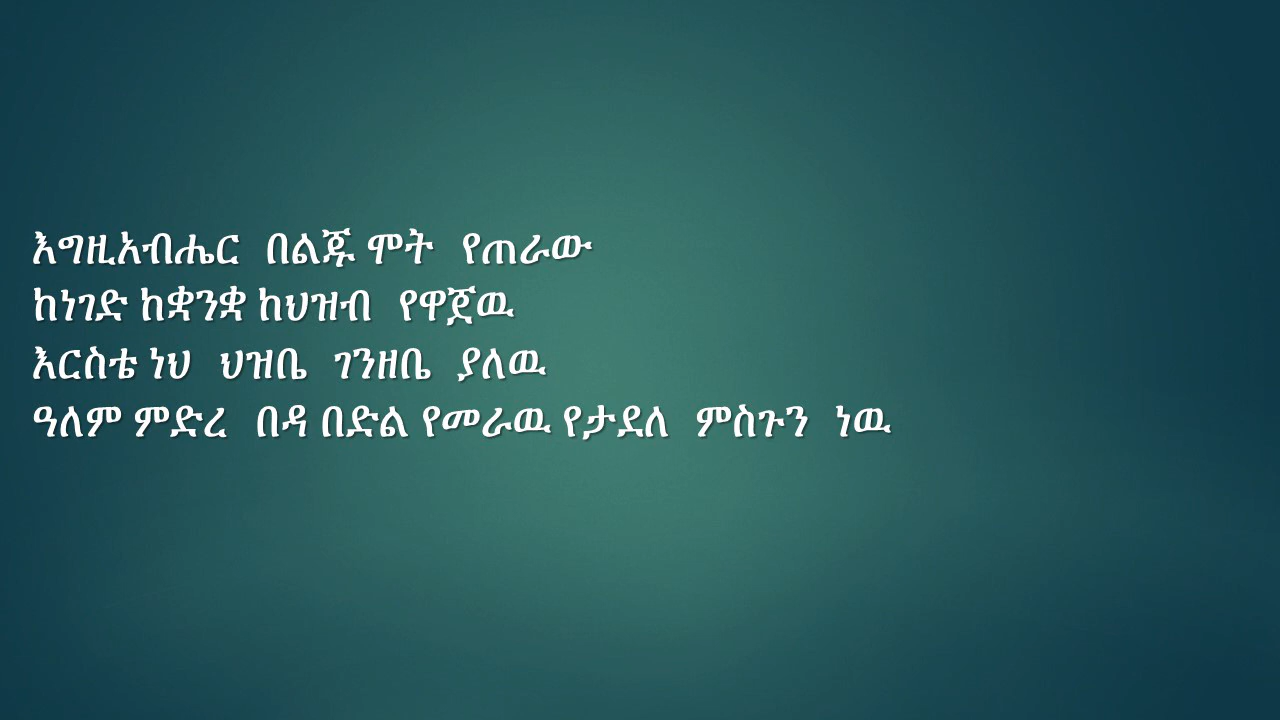 እግዚአብሔር በልጁ ሞት የጠራው
ከነገድ ከቋንቋ ከህዝብ የዋጀዉ
እርስቴ ነህ ህዝቤ ገንዘቤ ያለዉ
ዓለም ምድረ በዳ በድል የመራዉ የታደለ ምስጉን ነዉ